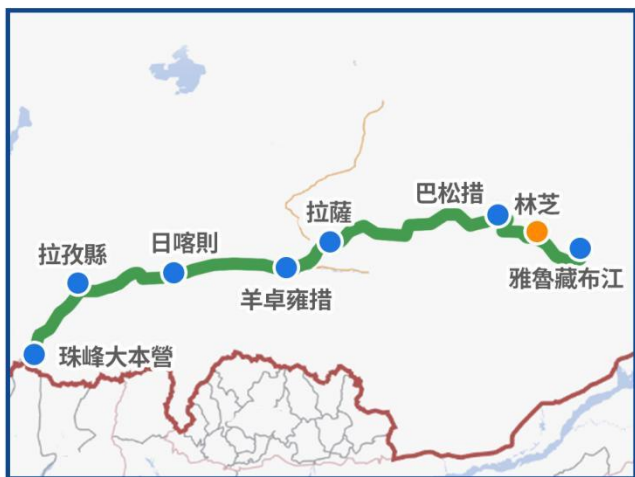 巴松措
林芝
拉薩
日喀則
拉孜縣
羊卓雍措
雅魯藏布江
珠峰大本營